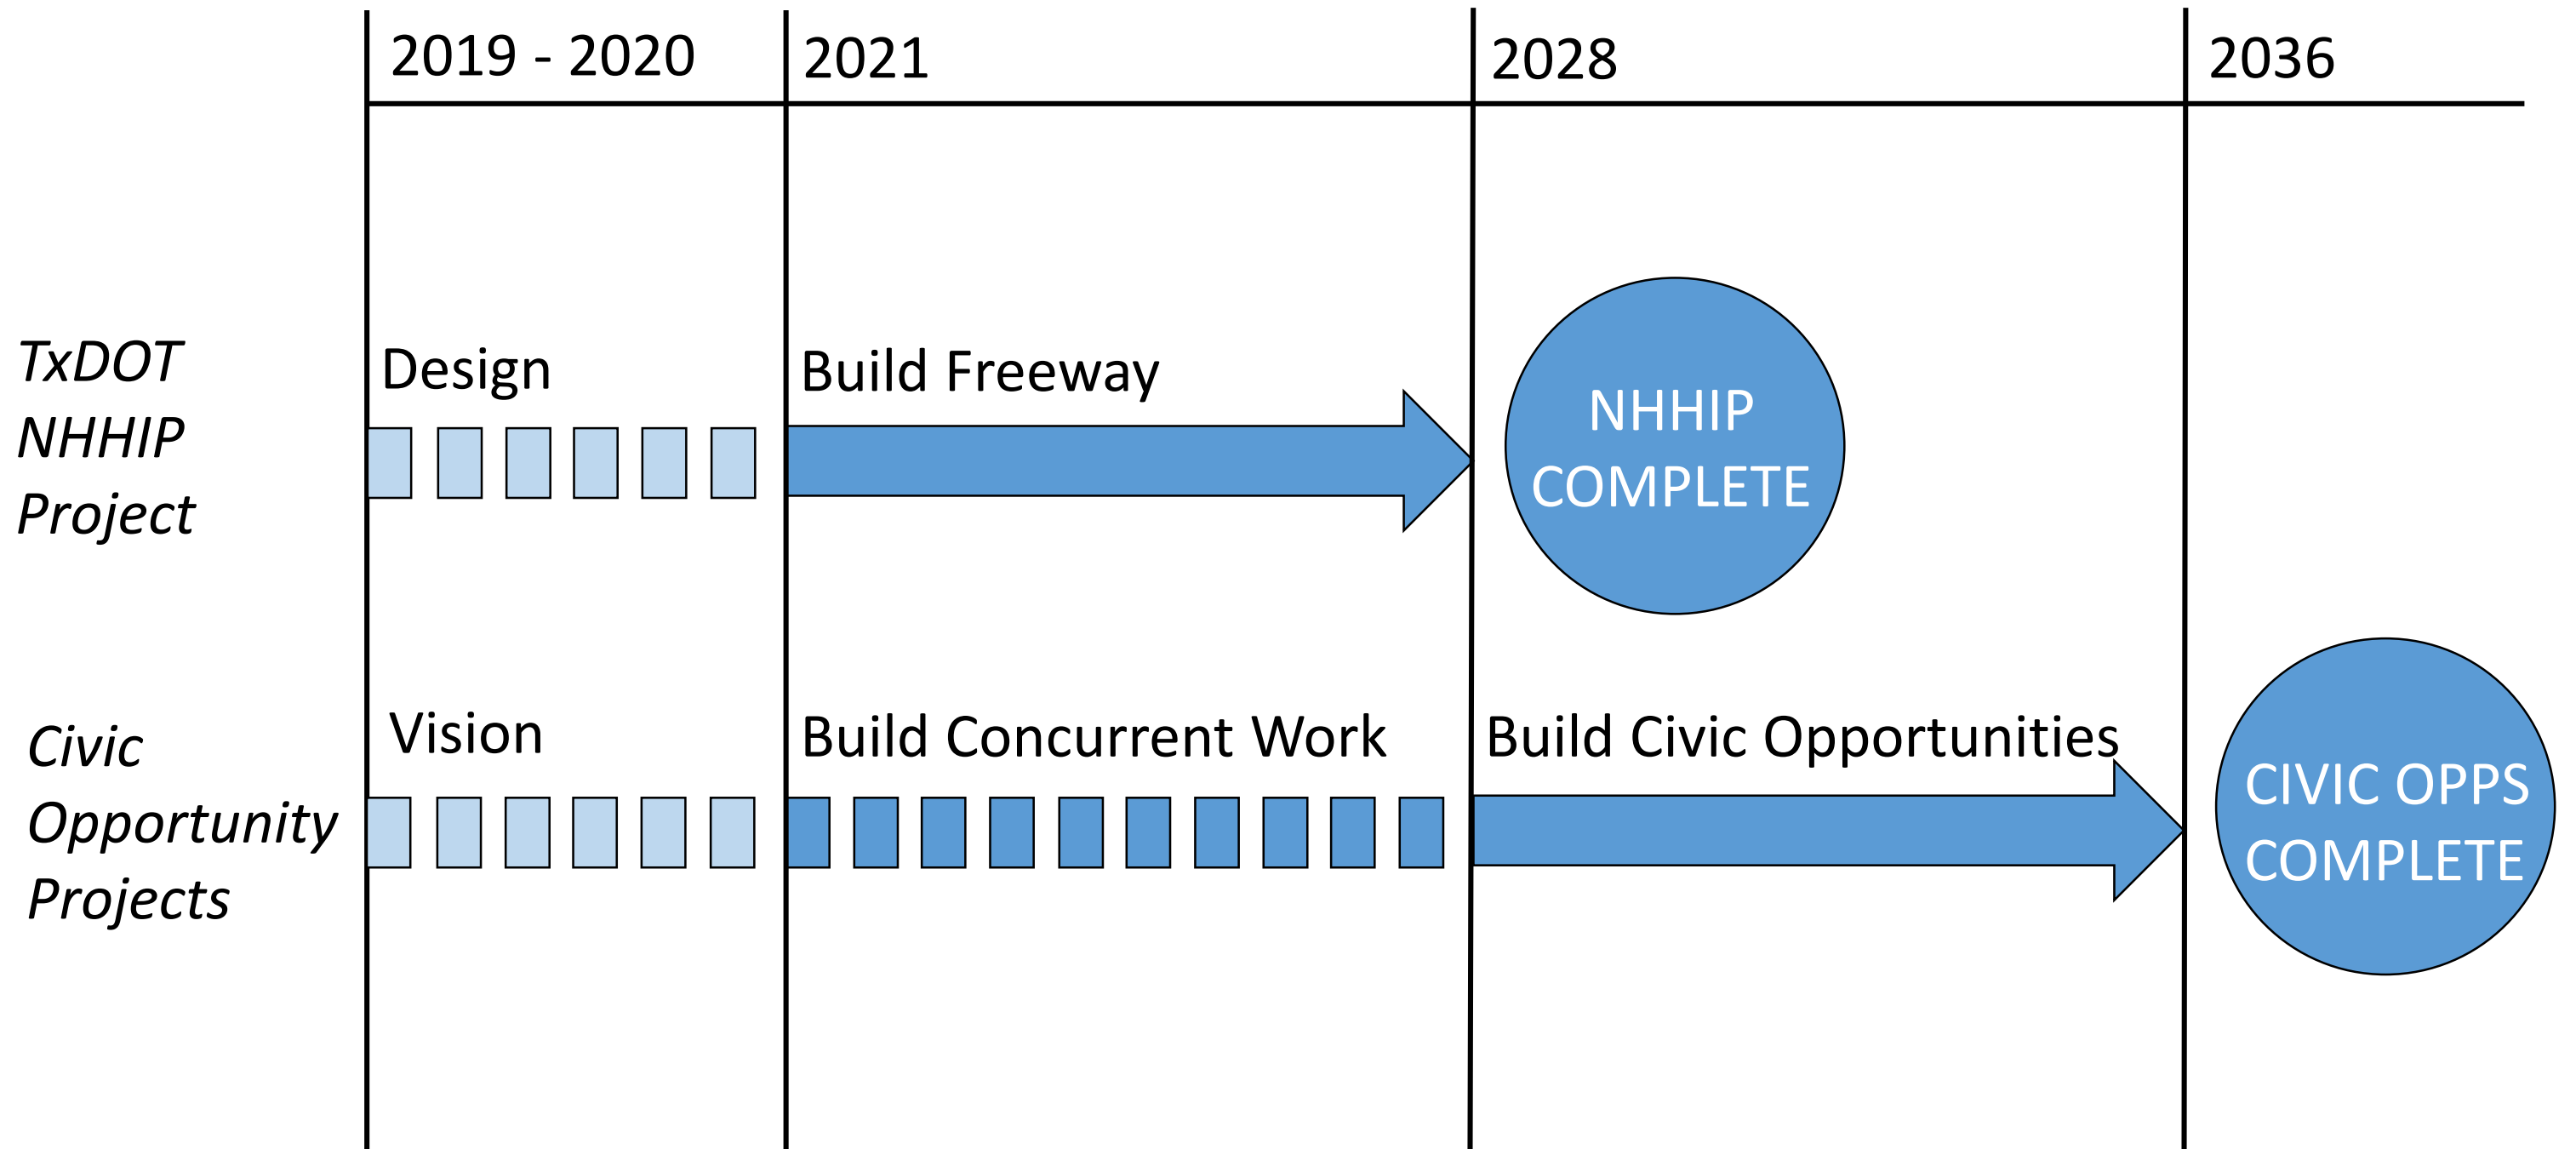 2019 - 2020
2021
2028
2036
TxDOT
NHHIP
Project
Design
Build Freeway
NHHIP
COMPLETE
Civic
Opportunity
Projects
Vision
Build Concurrent Work
Build Civic Opportunities
CIVIC OPPS
COMPLETE